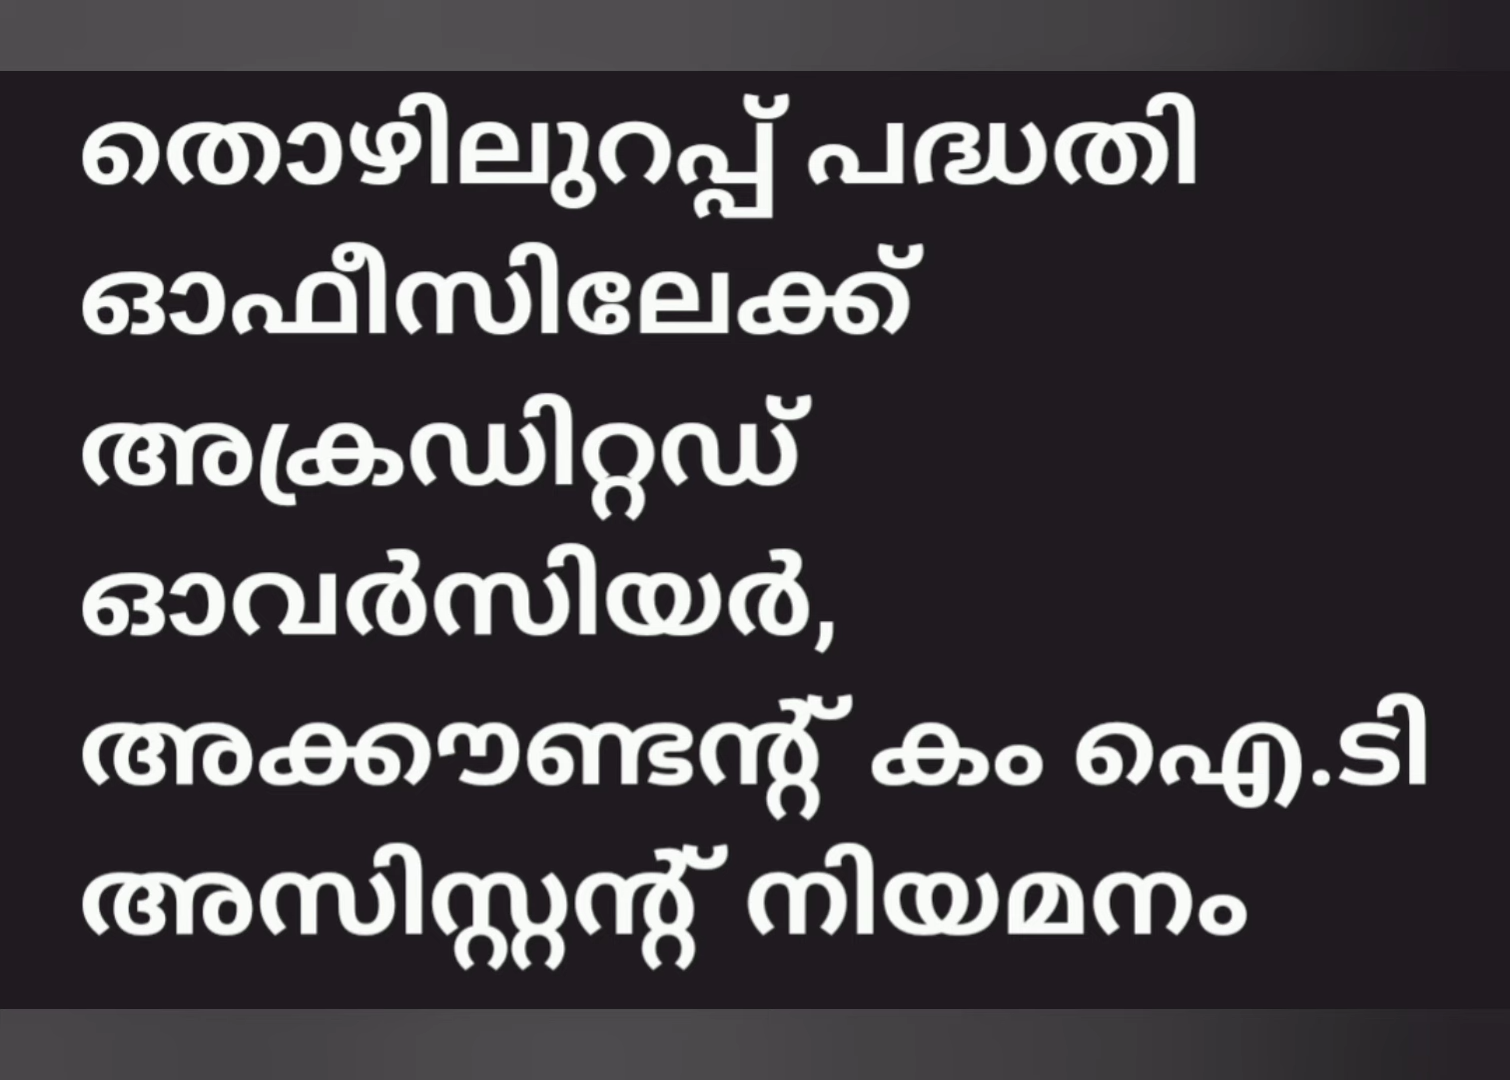 തൊഴിലുറപ്പ് പദ്ധതി
ഓഫീസിലേക്ക്
അക്രഡിറ്റഡ്
ഓവർസിയർ,
അക്കൗണ്ടന്റ് കം ഐ.ടി
അസിസ്റ്റന്റ് നിയമനം